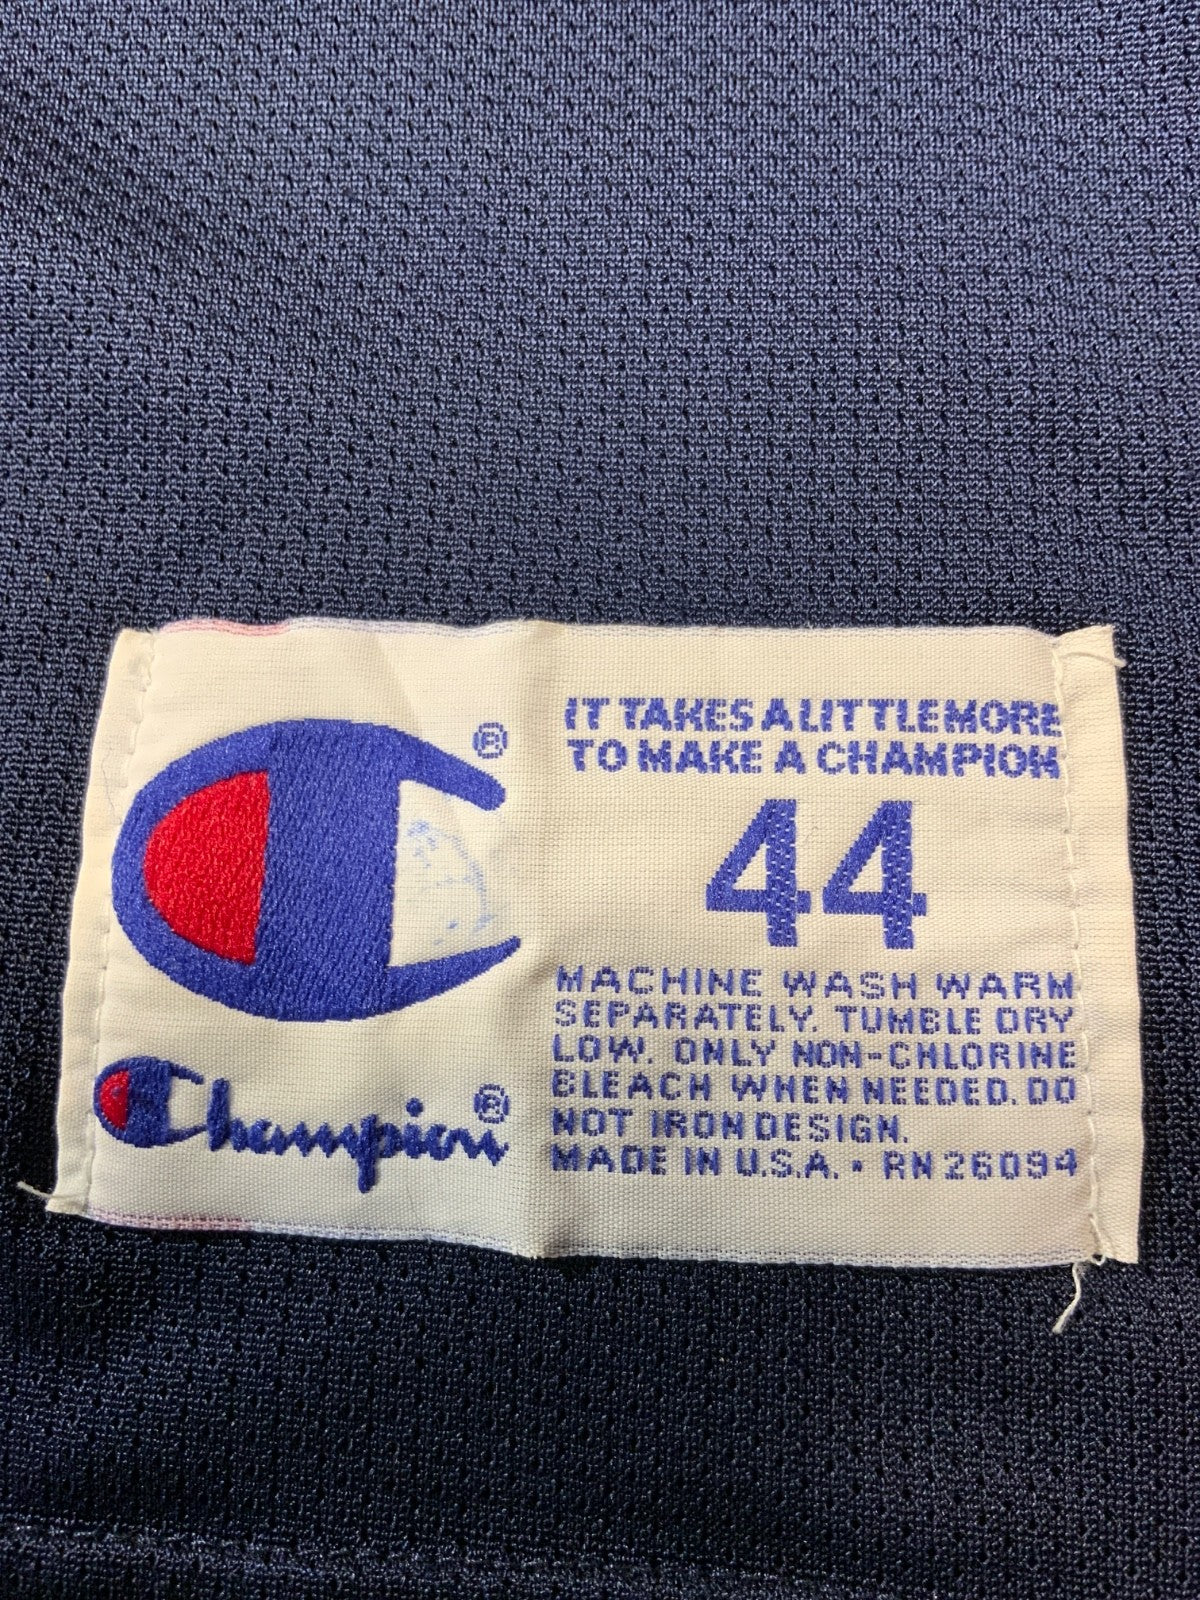 IT TAKES A LITTLE MORE
TO MAKE A CHAMPION
44
MACHINE WASH WARM
SEPARATELY. TUMBLE DRY
LOW. ONLY NON-CHLORINE
BLEACH WHEN NEEDED. DO
NOT IRON DESIGN.
MADE IN U.S.A. • RN 26094
®
Champion®